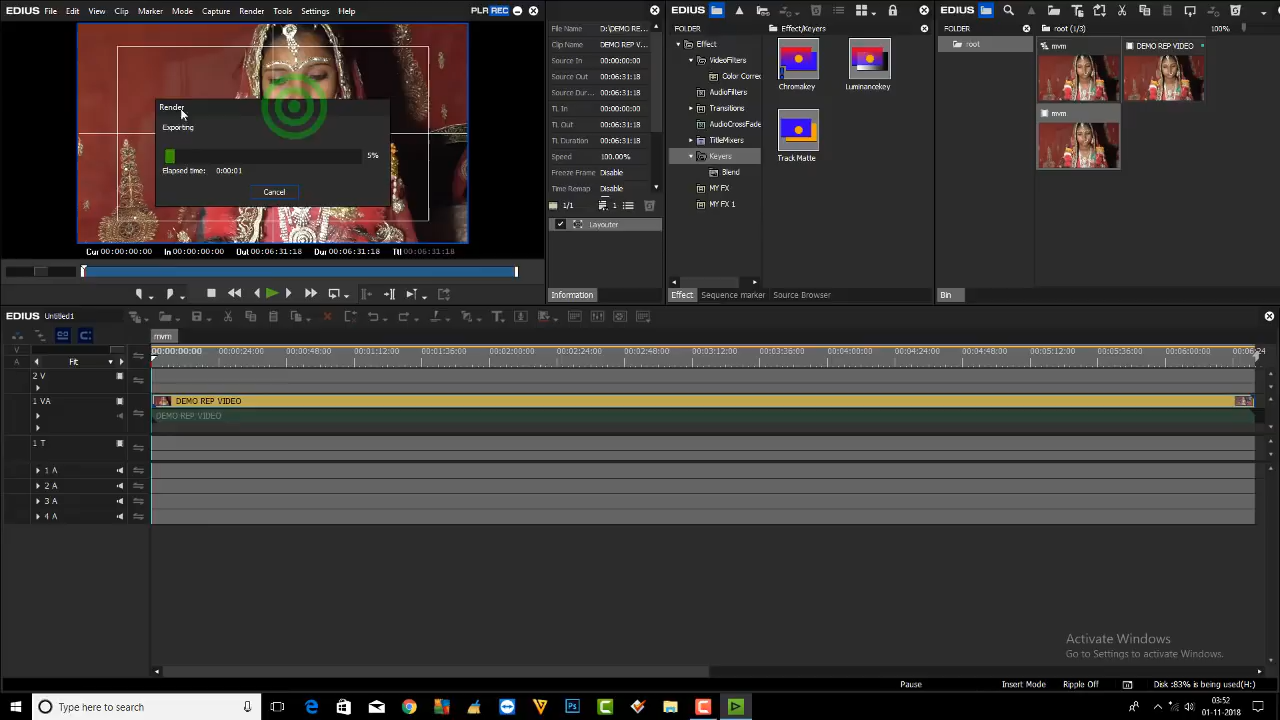 EDIUS File Edit View Clip Marker Mode Capture Render Tools Settings Help PLR REC
Render
Exporting
5%
Elapsed time: 0:00:01
Cancel
Cur 00:00:00:00 In 00:00:00:00 Out 00:06:31:18 Dur 00:06:31:18 Ttl 00:06:31:18
File Name D:\DEMO RE...
Clip Name DEMO REP V...
Source In 00:00:00:00
Source Out 00:06:31:18
Source Dur... 00:06:31:18
TL In 00:00:00:00
TL Out 00:06:31:18
TL Duration 00:06:31:18
Speed 100.00%
Freeze Frame Disable
Time Remap Disable
1/1 1
Layouter
Information
EDIUS
FOLDER
Effect
VideoFilters
Color Correc
AudioFilters
Transitions
AudioCrossFade
TitleMixers
Keyers
Blend
MY FX
MY FX 1
Effect/Keyers
Chromakey
Luminancekey
Track Matte
Effect Sequence marker Source Browser
EDIUS
FOLDER
root
root (1/3) 100%
mvm
DEMO REP VIDEO
mvm
Bin
EDIUS Untitled1
mvm
V
A
Fit
00:00:00:00 00:00:24:00 00:00:48:00 00:01:12:00 00:01:36:00 00:02:00:00 00:02:24:00 00:02:48:00 00:03:12:00 00:03:36:00 00:04:00:00 00:04:24:00 00:04:48:00 00:05:12:00 00:05:36:00 00:06:00:00 00:06:24
2 V
1 VA DEMO REP VIDEO
DEMO REP VIDEO
1 T
1 A
2 A
3 A
4 A
Activate Windows
Go to Settings to activate Windows.
Pause Insert Mode Ripple Off Disk :83% is being used(H:)
Type here to search
03:52
01-11-2018